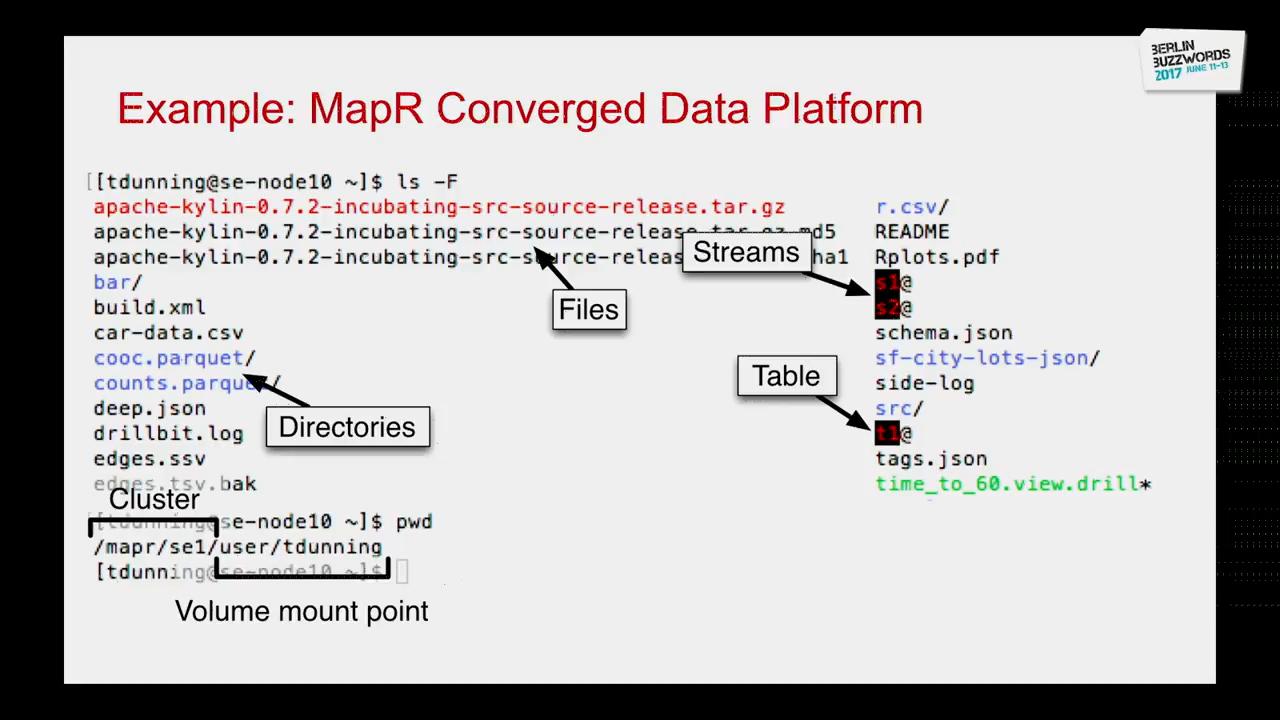 BERLIN
BUZZWORDS
2017 JUNE 11-13
Example: MapR Converged Data Platform
[[tdunning@se-node10 ~]$ ls -F
apache-kylin-0.7.2-incubating-src-source-release.tar.gz
apache-kylin-0.7.2-incubating-src-source-release.tar.gz.md5
apache-kylin-0.7.2-incubating-src-source-relea ha1
bar/
build.xml
car-data.csv
cooc.parquet/
counts.parque /
deep.json
drillbit.log
edges.ssv
edges.tsv.bak
r.csv/
README
Rplots.pdf
s1@
s2@
schema.json
sf-city-lots-json/
side-log
src/
t1@
tags.json
time_to_60.view.drill*
Streams
Files
Table
Directories
Cluster
[tdunning@se-node10 ~]$ pwd
/mapr/se1/user/tdunning
[tdunning@se-node10 ~]$
Volume mount point